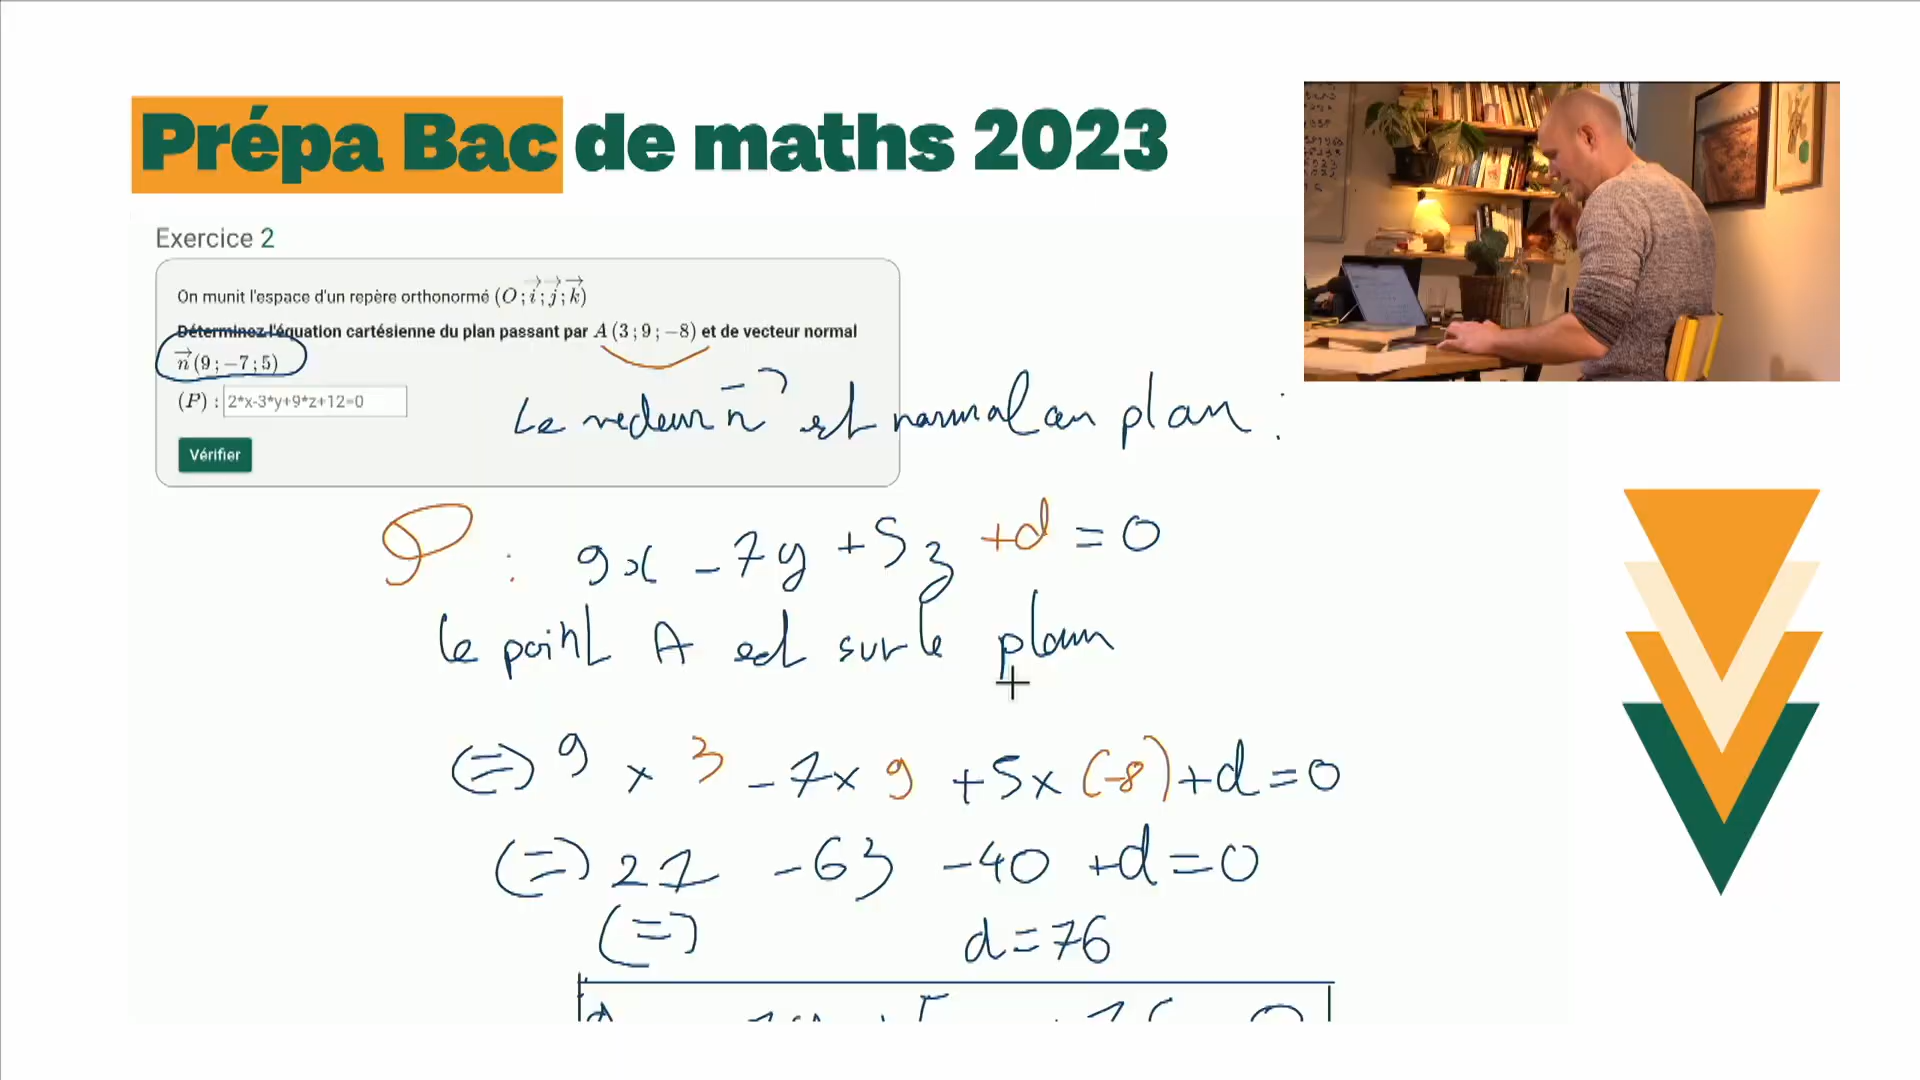 Prépa Bac de maths 2023
Exercice 2
On munit l'espace d'un repère orthonormé (O ; i⃗ ; j⃗ ; k⃗)
Déterminez l'équation cartésienne du plan passant par A (3 ; 9 ; −8) et de vecteur normal
n⃗ (9 ; −7 ; 5)
(P) : 2*x-3*y+9*z+12=0
Vérifier
Le vecteur n⃗ est normal au plan :
P : 9x - 7y + 5z + d = 0
le point A est sur le plan
(=) 9 × 3 - 7 × 9 + 5 × (-8) + d = 0
(=) 27 - 63 - 40 + d = 0
(=) d = 76